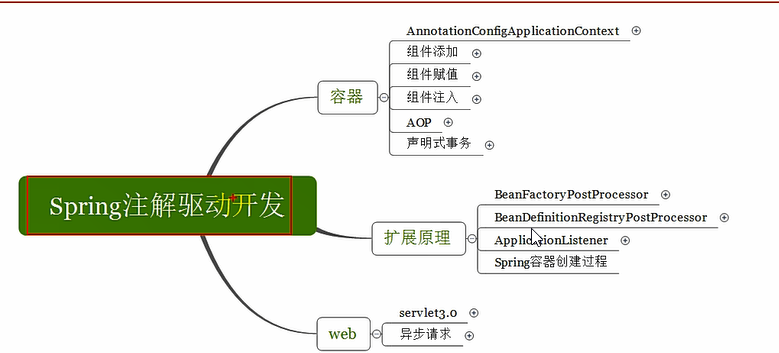 AnnotationConfigApplicationContext
组件添加
组件赋值
容器
组件注入
AOP
声明式事务
Spring注解驱动开发
BeanFactoryPostProcessor
BeanDefinitionRegistryPostProcessor
扩展原理
ApplicationListener
Spring容器创建过程
servlet3.0
web
异步请求